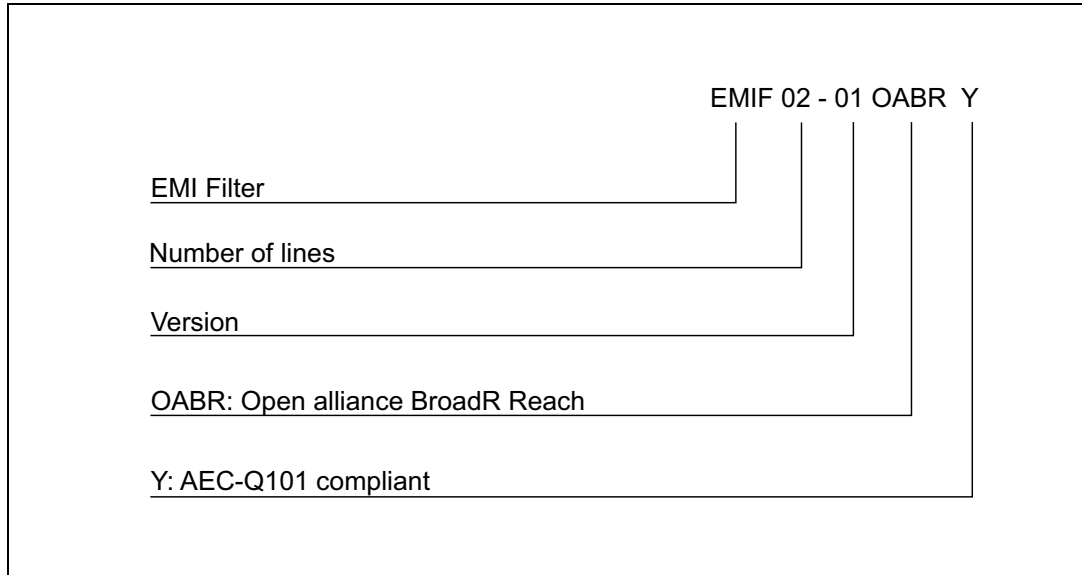 EMIF 02 - 01 OABR Y
EMI Filter
Number of lines
Version
OABR: Open alliance BroadR Reach
Y: AEC-Q101 compliant